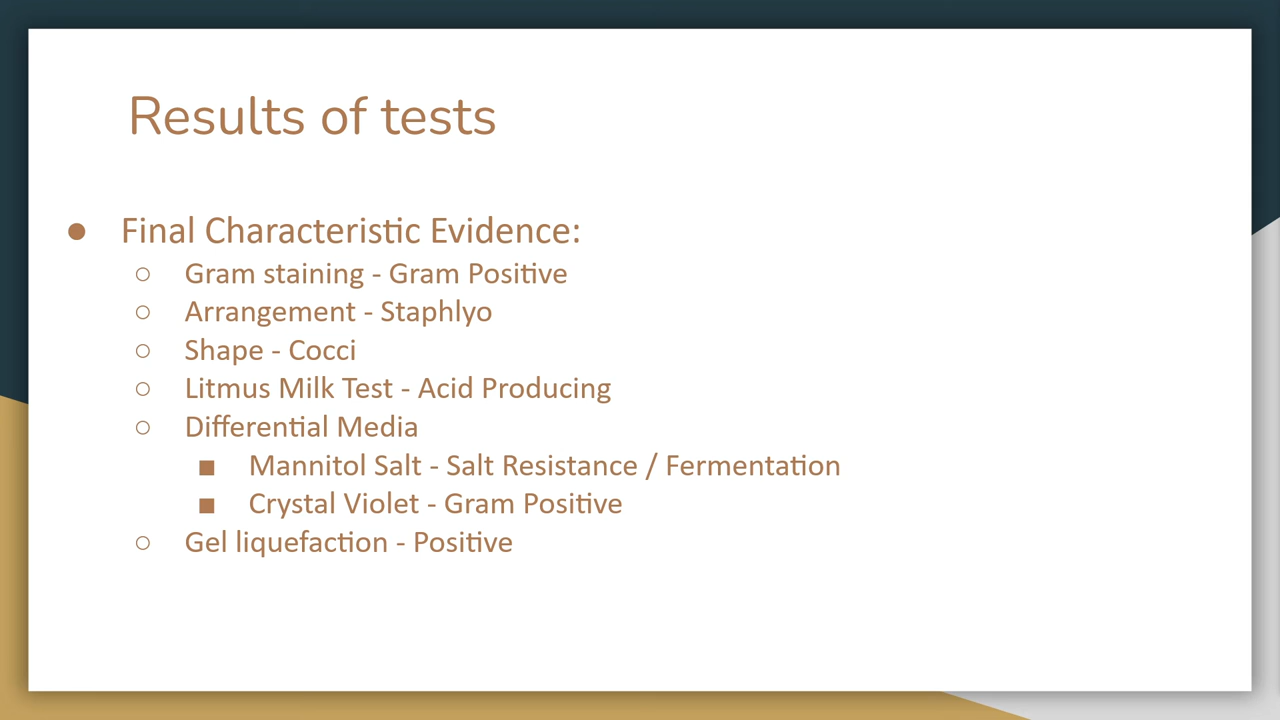 Results of tests
● Final Characteristic Evidence:
○ Gram staining - Gram Positive
○ Arrangement - Staphlyo
○ Shape - Cocci
○ Litmus Milk Test - Acid Producing
○ Differential Media
■ Mannitol Salt - Salt Resistance / Fermentation
■ Crystal Violet - Gram Positive
○ Gel liquefaction - Positive